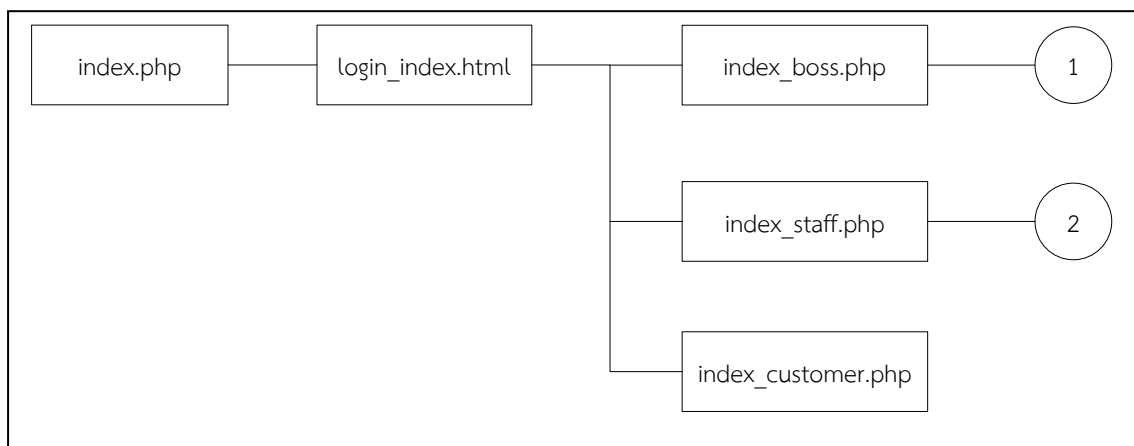 index.php
login_index.html
index_boss.php
1
index_staff.php
2
index_customer.php